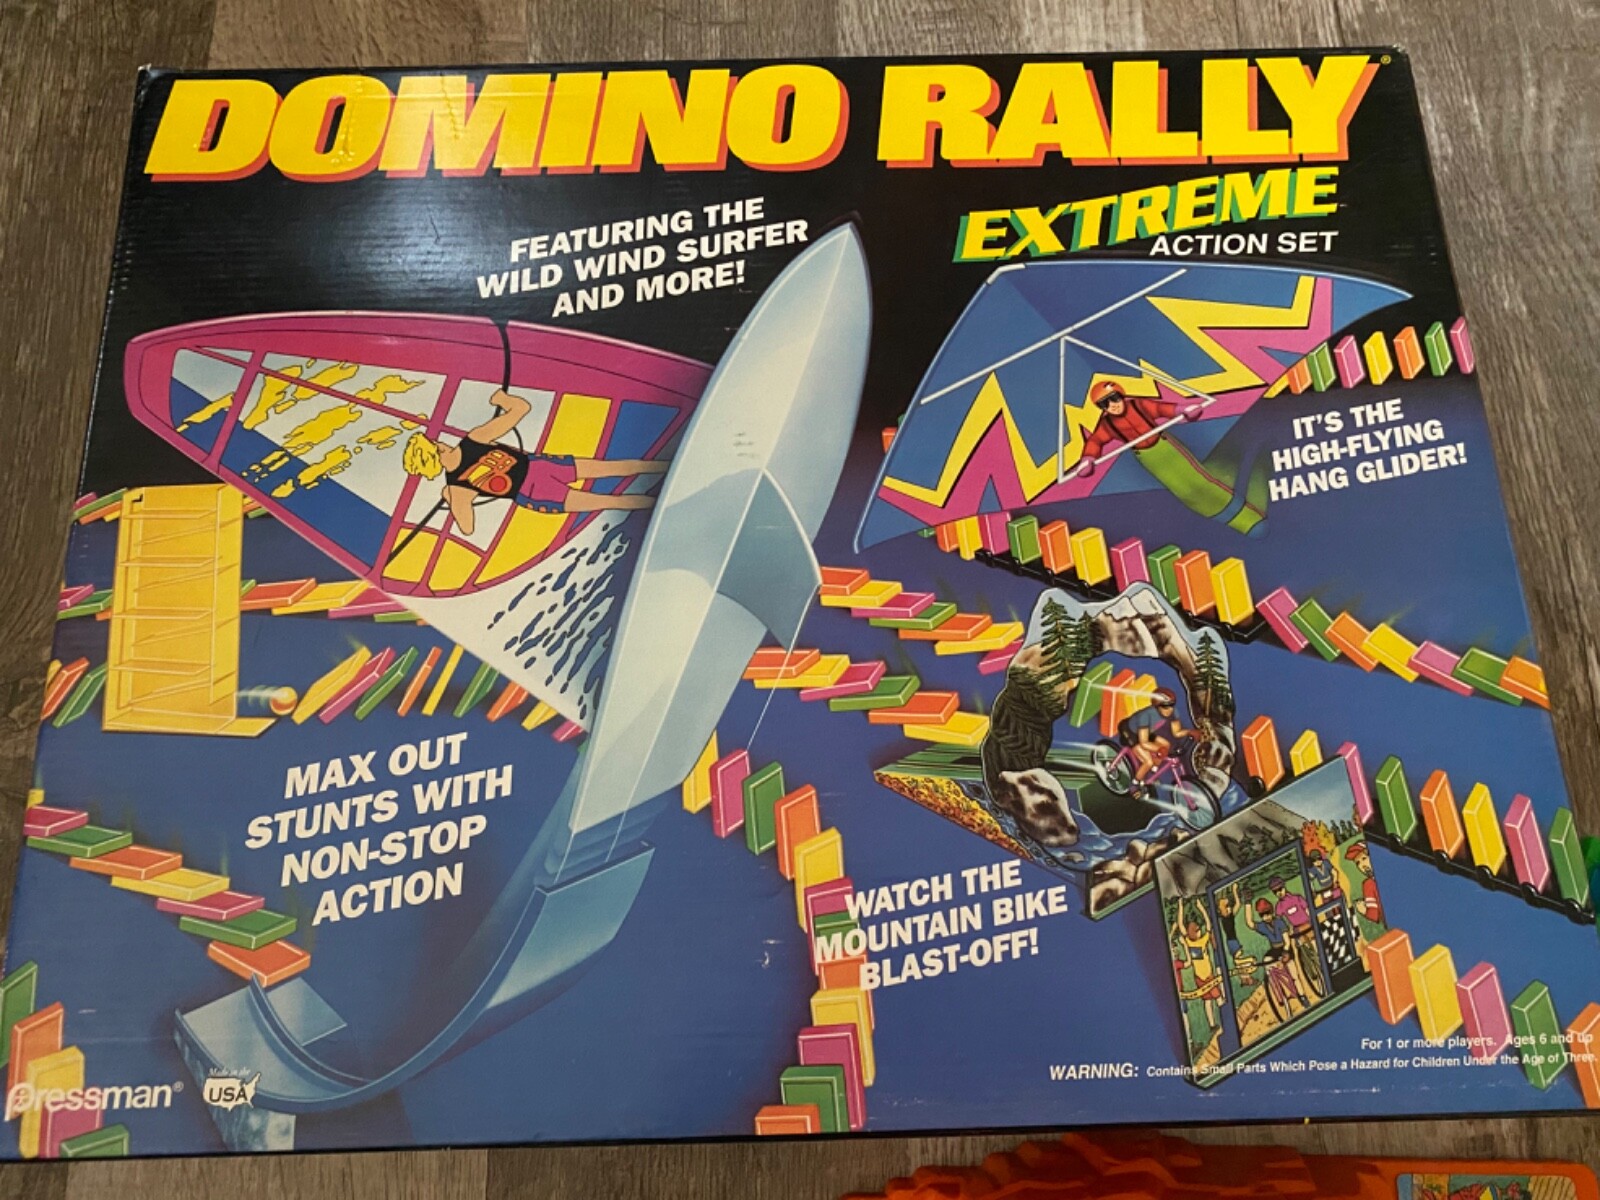 DOMINO RALLY®
EXTREME
ACTION SET
FEATURING THE
WILD WIND SURFER
AND MORE!
IT'S THE
HIGH-FLYING
HANG GLIDER!
MAX OUT
STUNTS WITH
NON-STOP
ACTION
WATCH THE
MOUNTAIN BIKE
BLAST-OFF!
For 1 or more players. Ages 6 and up
WARNING: Contains Small Parts Which Pose a Hazard for Children Under the Age of Three.
Pressman®
Made in the
USA